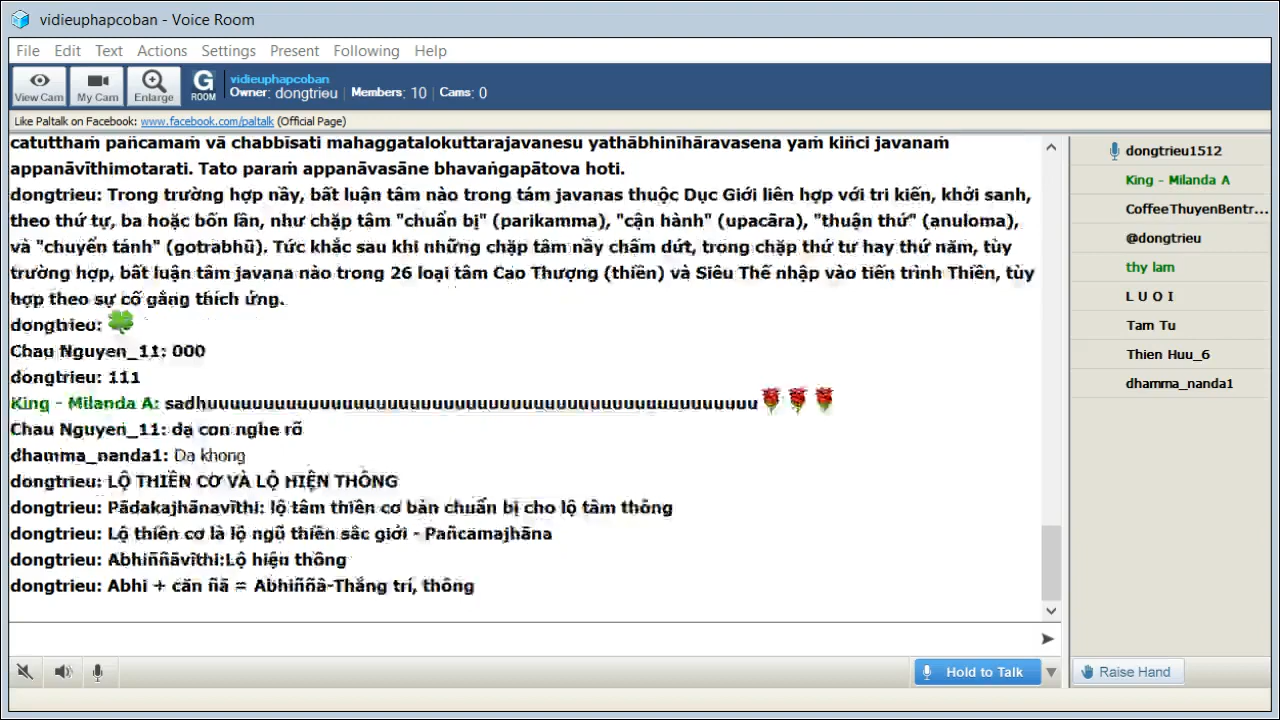 vidieuphapcoban - Voice Room
File Edit Text Actions Settings Present Following Help
View Cam My Cam Enlarge G ROOM vidieuphapcoban
Owner: dongtrieu Members: 10 Cams: 0
Like Paltalk on Facebook: www.facebook.com/paltalk (Official Page)
catutthaṁ pañcamaṁ vā chabbīsati mahaggatalokuttarajavanesu yathābhinīhāravasena yaṁ kiñci javanaṁ
appanāvīthimotarati. Tato paraṁ appanāvasāne bhavaṅgapātova hoti.
dongtrieu: Trong trường hợp nầy, bất luận tâm nào trong tám javanas thuộc Dục Giới liên hợp với tri kiến, khởi sanh,
theo thứ tự, ba hoặc bốn lần, như chặp tâm "chuẩn bị" (parikamma), "cận hành" (upacāra), "thuận thứ" (anuloma),
và "chuyển tánh" (gotrabhū). Tức khắc sau khi những chặp tâm nầy chấm dứt, trong chặp thứ tư hay thứ năm, tùy
trường hợp, bất luận tâm javana nào trong 26 loại tâm Cao Thượng (thiền) và Siêu Thế nhập vào tiến trình Thiền, tùy
hợp theo sự cố gắng thích ứng.
dongtrieu:
Chau Nguyen_11: 000
dongtrieu: 111
King - Milanda A: sadhuuuuuuuuuuuuuuuuuuuuuuuuuuuuuuuuuuuuuuuuuuuuuuuuu
Chau Nguyen_11: dạ con nghe rõ
dhamma_nanda1: Da khong
dongtrieu: LỘ THIỀN CƠ VÀ LỘ HIỆN THÔNG
dongtrieu: Pādakajhānavīthi: lộ tâm thiền cơ bản chuẩn bị cho lộ tâm thông
dongtrieu: Lộ thiền cơ là lộ ngũ thiền sắc giới - Pañcamajhāna
dongtrieu: Abhiññāvīthi:Lộ hiện thông
dongtrieu: Abhi + căn ñā = Abhiññā-Thắng trí, thông
Hold to Talk
dongtrieu1512
King - Milanda A
CoffeeThuyenBentr...
@dongtrieu
thy lam
L U O I
Tam Tu
Thien Huu_6
dhamma_nanda1
Raise Hand